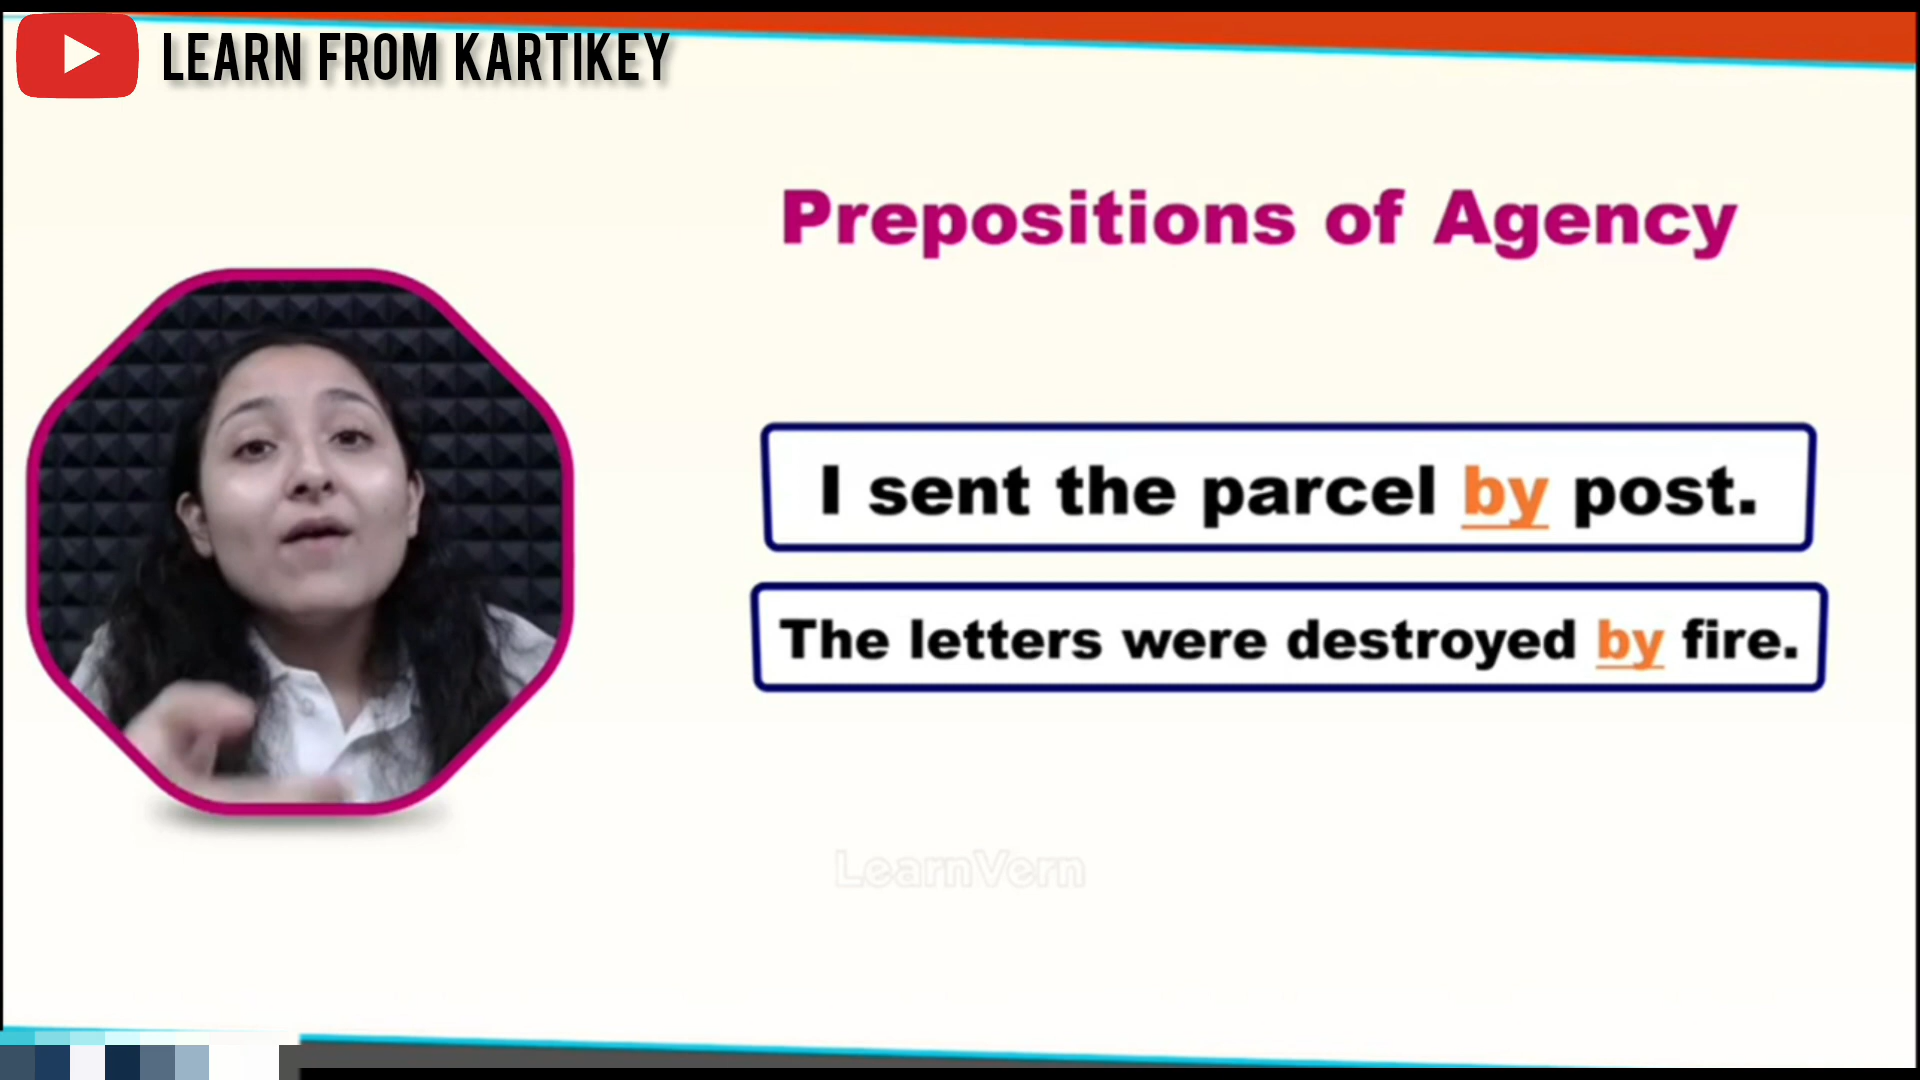 LEARN FROM KARTIKEY
Prepositions of Agency
I sent the parcel by post.
The letters were destroyed by fire.
LearnVern